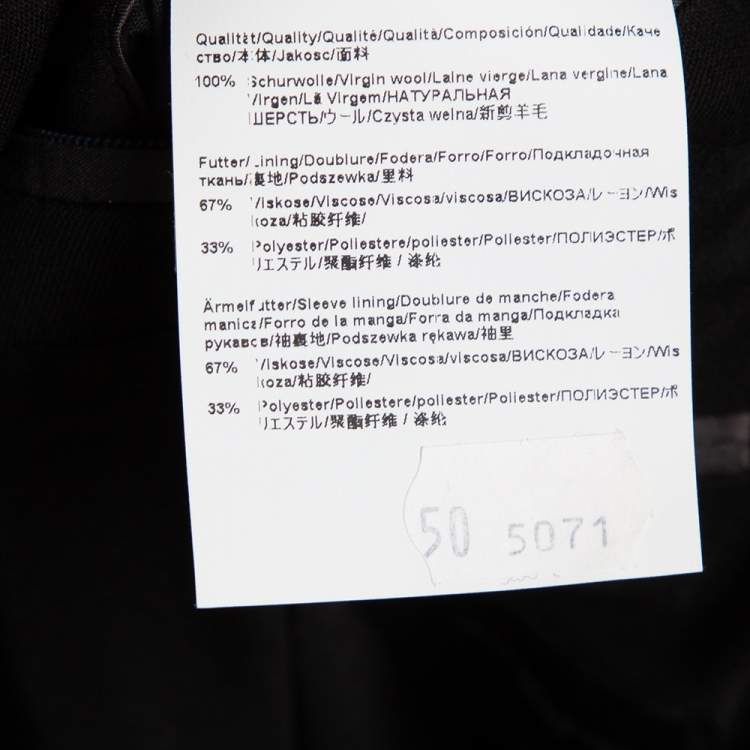 Qualität/Quality/Qualité/Qualità/Composición/Qualidade/Каче
ство/本体/Jakosc/面料
100% Schurwolle/Virgin wool/Laine vierge/Lana vergine/Lana
Virgen/Lã Virgem/НАТУРАЛЬНАЯ
ШЕРСТЬ/ウール/Czysta welna/新剪羊毛
Futter/Lining/Doublure/Fodera/Forro/Forro/Подкладочная
ткань/裏地/Podszewka/里料
67% Viskose/Viscose/Viscosa/viscosa/ВИСКОЗА/レーヨン/Wis
koza/粘胶纤维/
33% Polyester/Poliestere/poliester/Poliester/ПОЛИЭСТЕР/ポ
リエステル/聚酯纤维 / 涤纶
Ärmelfutter/Sleeve lining/Doublure de manche/Fodera
manica/Forro de la manga/Forra da manga/Подкладка
рукавов/袖裏地/Podszewka rękawa/袖里
67% Viskose/Viscose/Viscosa/viscosa/ВИСКОЗА/レーヨン/Wis
koza/粘胶纤维/
33% Polyester/Poliestere/poliester/Poliester/ПОЛИЭСТЕР/ポ
リエステル/聚酯纤维 / 涤纶
50 5071